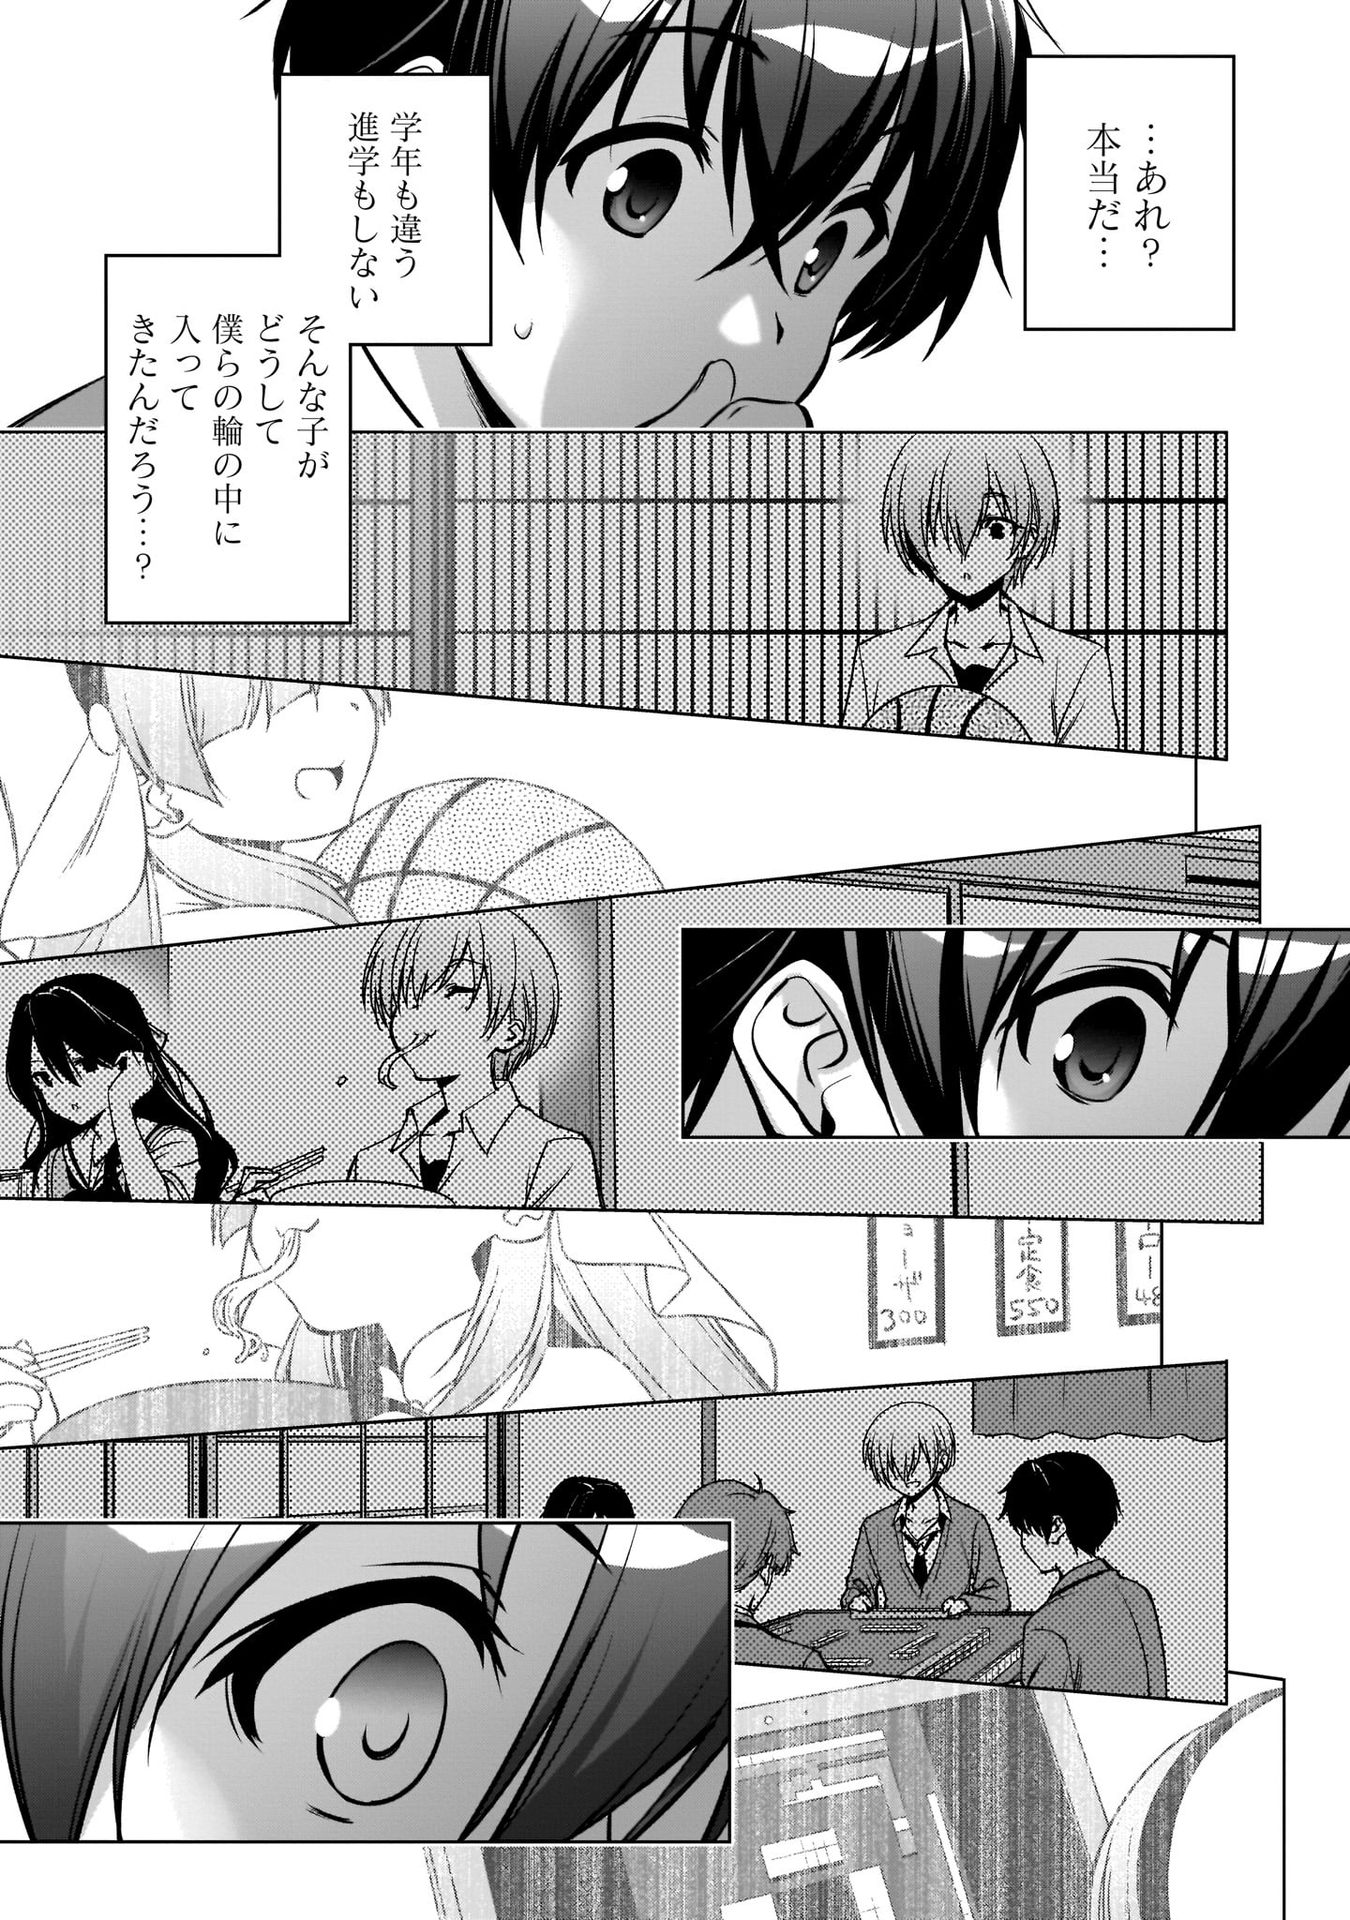 …あれ？
本当だ…
学年も違う
進学もしない
そんな子が
どうして
僕らの輪の中に
入って
きたんだろう…？
ロー
48
定食
550
ョーザ
300